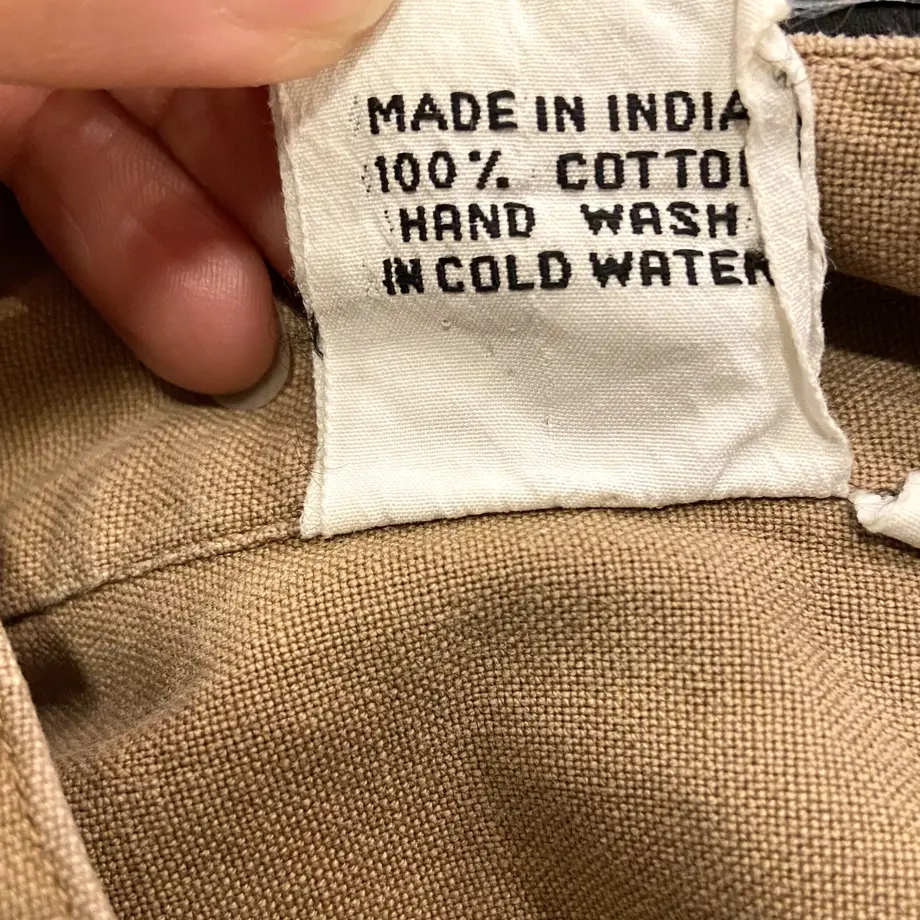 MADE IN INDIA
100% COTTON
HAND WASH
IN COLD WATER